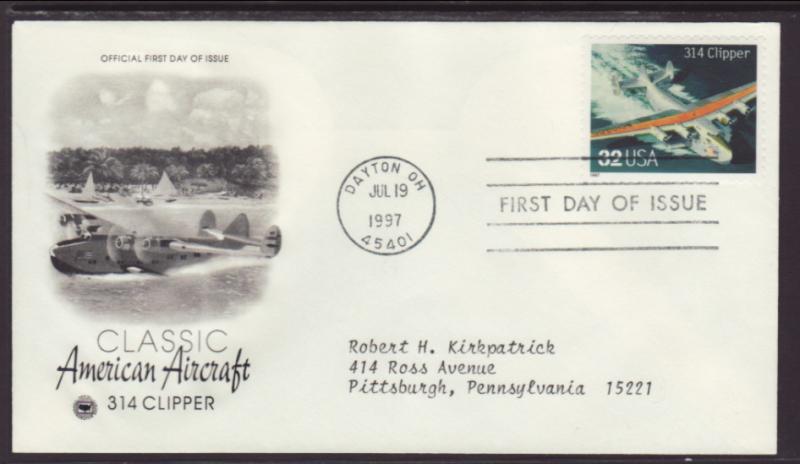 OFFICIAL FIRST DAY OF ISSUE
314 Clipper
32 USA
1997
DAYTON OH
JUL 19
1997
45401
FIRST DAY OF ISSUE
CLASSIC
American Aircraft
314 CLIPPER
Robert H. Kirkpatrick
414 Ross Avenue
Pittsburgh, Pennsylvania 15221